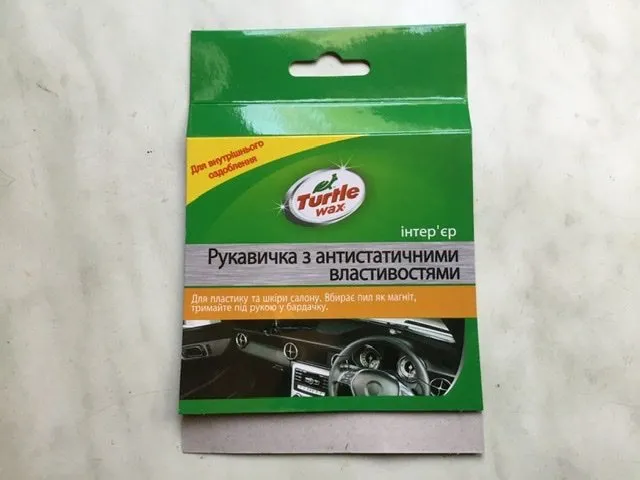 Для внутрішнього
оздоблення
Turtle
wax
інтер'єр
Рукавичка з антистатичними
властивостями
Для пластику та шкіри салону. Вбирає пил як магніт,
тримайте під рукою у бардачку.